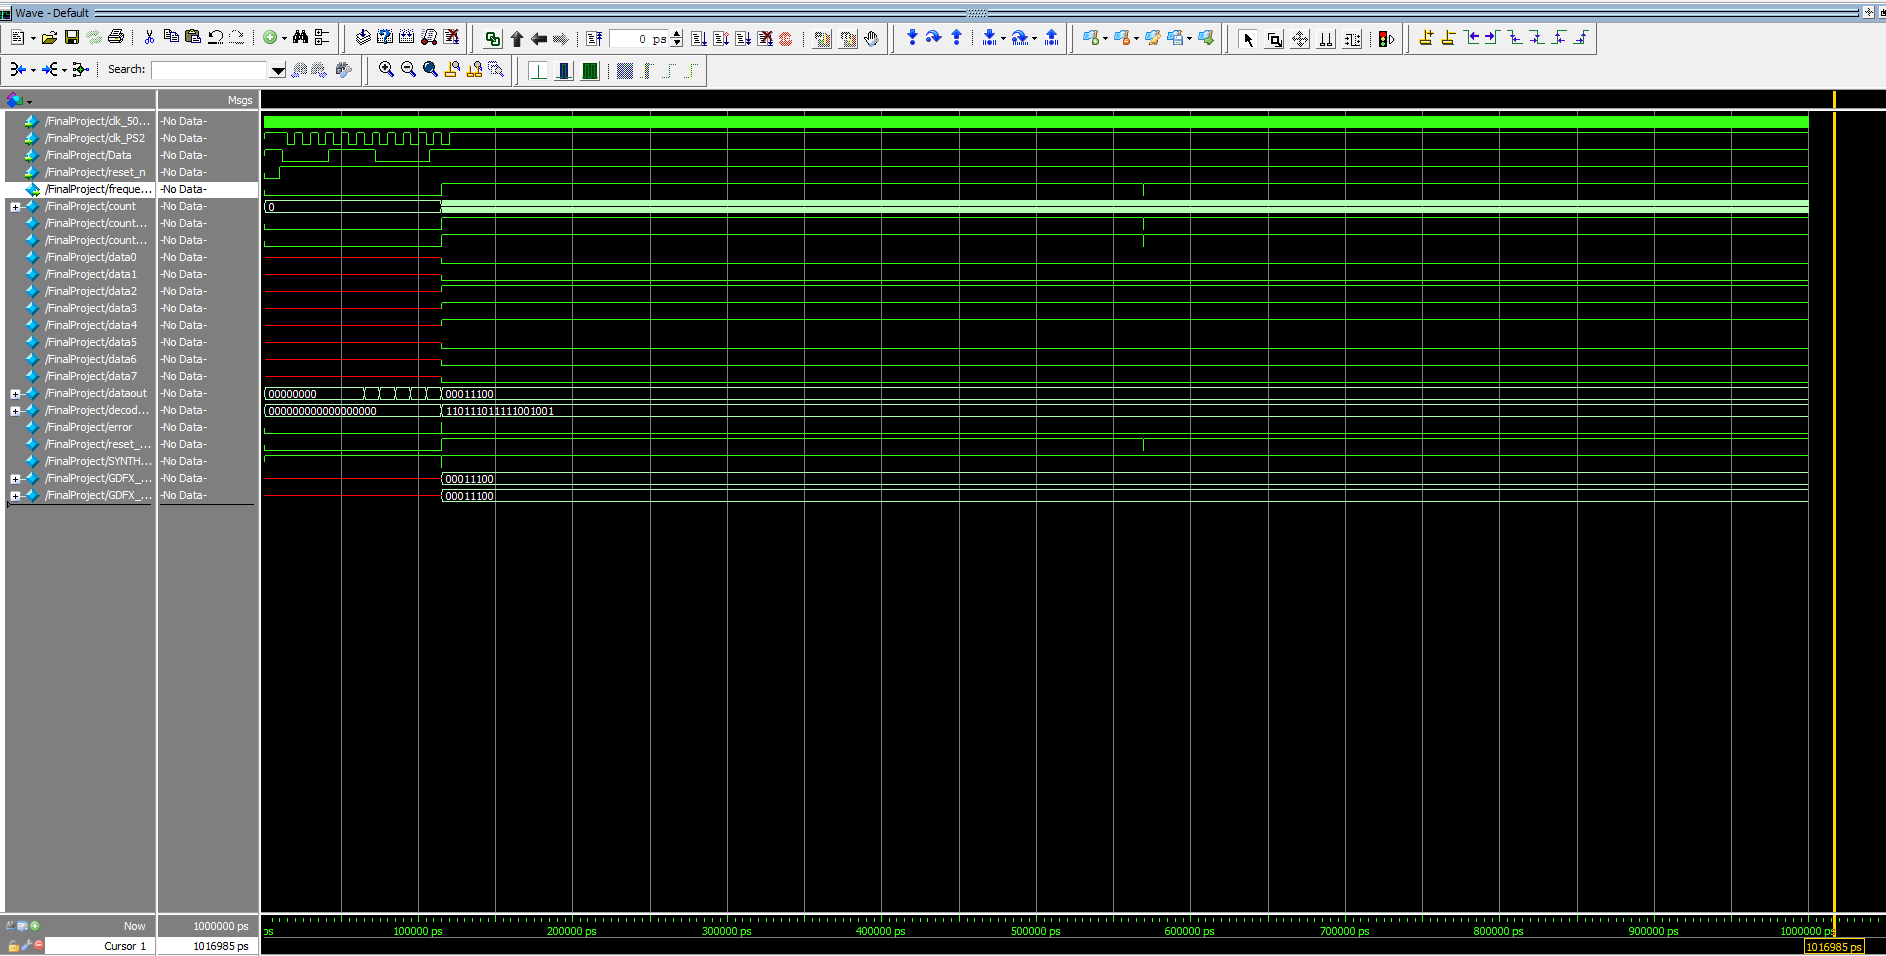 Wave - Default
0 ps
Search:
Msgs
/FinalProject/clk_50... -No Data-
/FinalProject/clk_PS2 -No Data-
/FinalProject/Data -No Data-
/FinalProject/reset_n -No Data-
/FinalProject/freque... -No Data-
/FinalProject/count -No Data- 0
/FinalProject/count... -No Data-
/FinalProject/count... -No Data-
/FinalProject/data0 -No Data-
/FinalProject/data1 -No Data-
/FinalProject/data2 -No Data-
/FinalProject/data3 -No Data-
/FinalProject/data4 -No Data-
/FinalProject/data5 -No Data-
/FinalProject/data6 -No Data-
/FinalProject/data7 -No Data-
/FinalProject/dataout -No Data- 00000000 00011100
/FinalProject/decod... -No Data- 000000000000000000 110111011111001001
/FinalProject/error -No Data-
/FinalProject/reset_... -No Data-
/FinalProject/SYNTH... -No Data-
/FinalProject/GDFX_... -No Data- 00011100
/FinalProject/GDFX_... -No Data- 00011100
Now 1000000 ps
ps 100000 ps 200000 ps 300000 ps 400000 ps 500000 ps 600000 ps 700000 ps 800000 ps 900000 ps 1000000 ps
Cursor 1 1016985 ps 1016985 ps